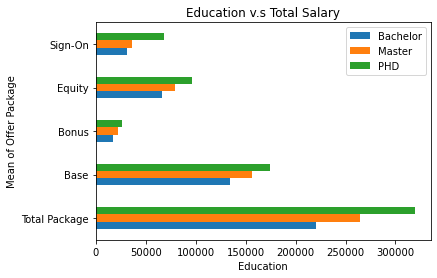 Education v.s Total Salary
Bachelor
Master
PHD
Mean of Offer Package
Sign-On
Equity
Bonus
Base
Total Package
0 50000 100000 150000 200000 250000 300000
Education